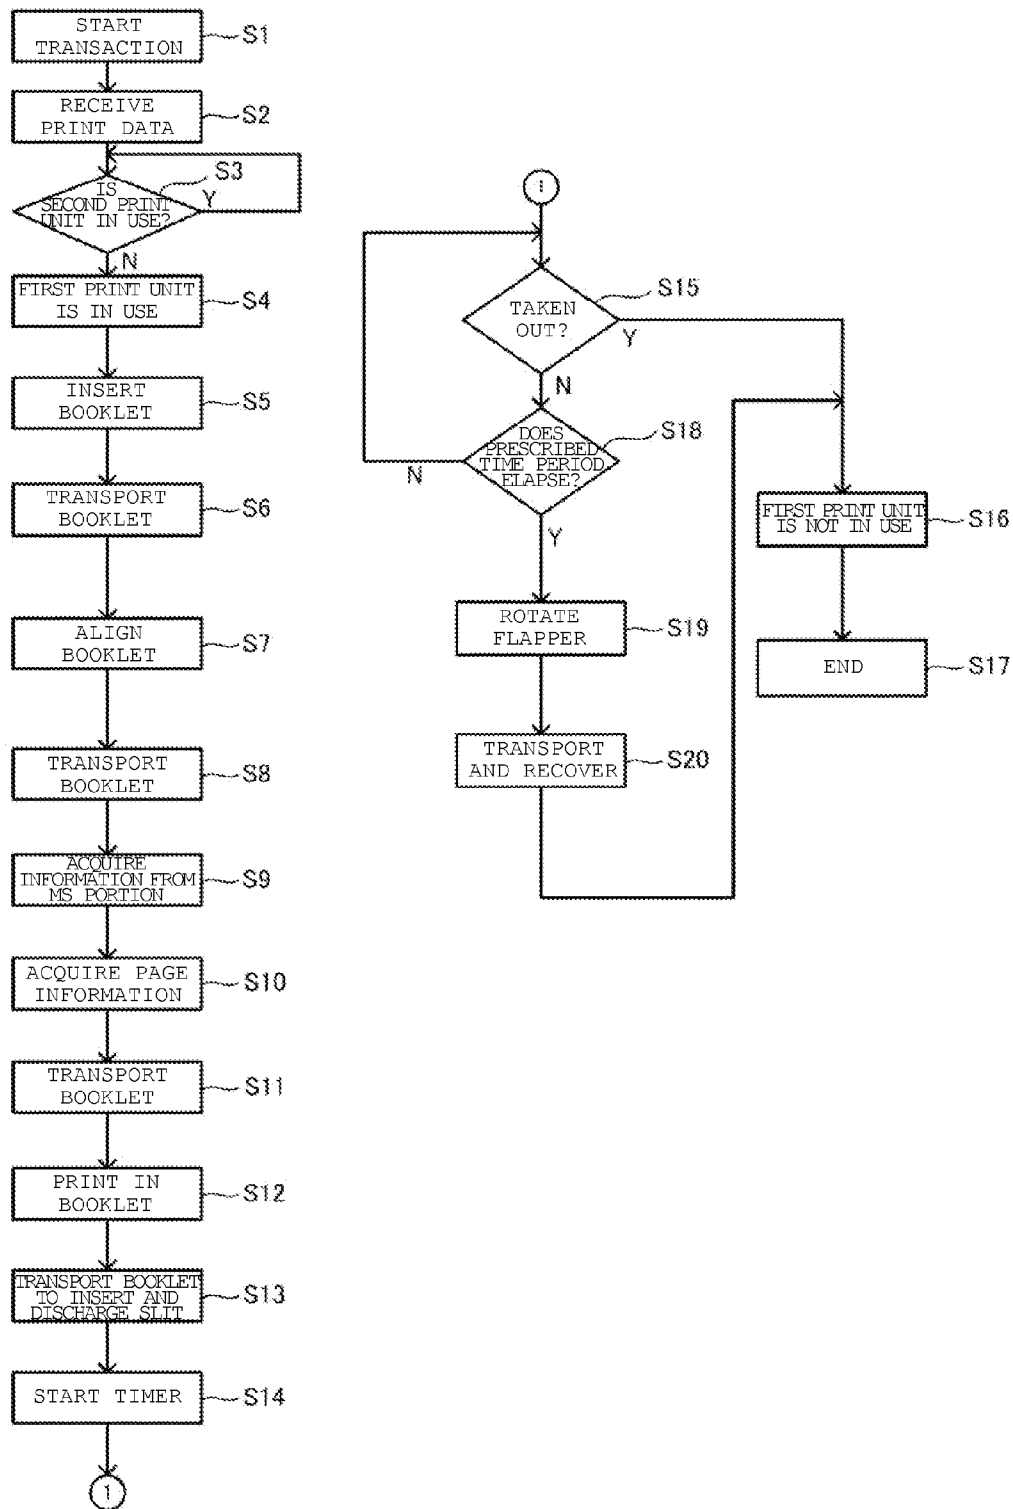 START
TRANSACTION
S1
RECEIVE
PRINT DATA
S2
IS
SECOND PRINT
UNIT IN USE?
S3
Y
N
FIRST PRINT UNIT
IS IN USE
S4
INSERT
BOOKLET
S5
TRANSPORT
BOOKLET
S6
ALIGN
BOOKLET
S7
TRANSPORT
BOOKLET
S8
ACQUIRE
INFORMATION FROM
MS PORTION
S9
ACQUIRE PAGE
INFORMATION
S10
TRANSPORT
BOOKLET
S11
PRINT IN
BOOKLET
S12
TRANSPORT BOOKLET
TO INSERT AND
DISCHARGE SLIT
S13
START TIMER
S14
1
1
TAKEN
OUT?
S15
Y
N
DOES
PRESCRIBED
TIME PERIOD
ELAPSE?
S18
N
Y
ROTATE
FLAPPER
S19
TRANSPORT
AND RECOVER
S20
FIRST PRINT UNIT
IS NOT IN USE
S16
END
S17